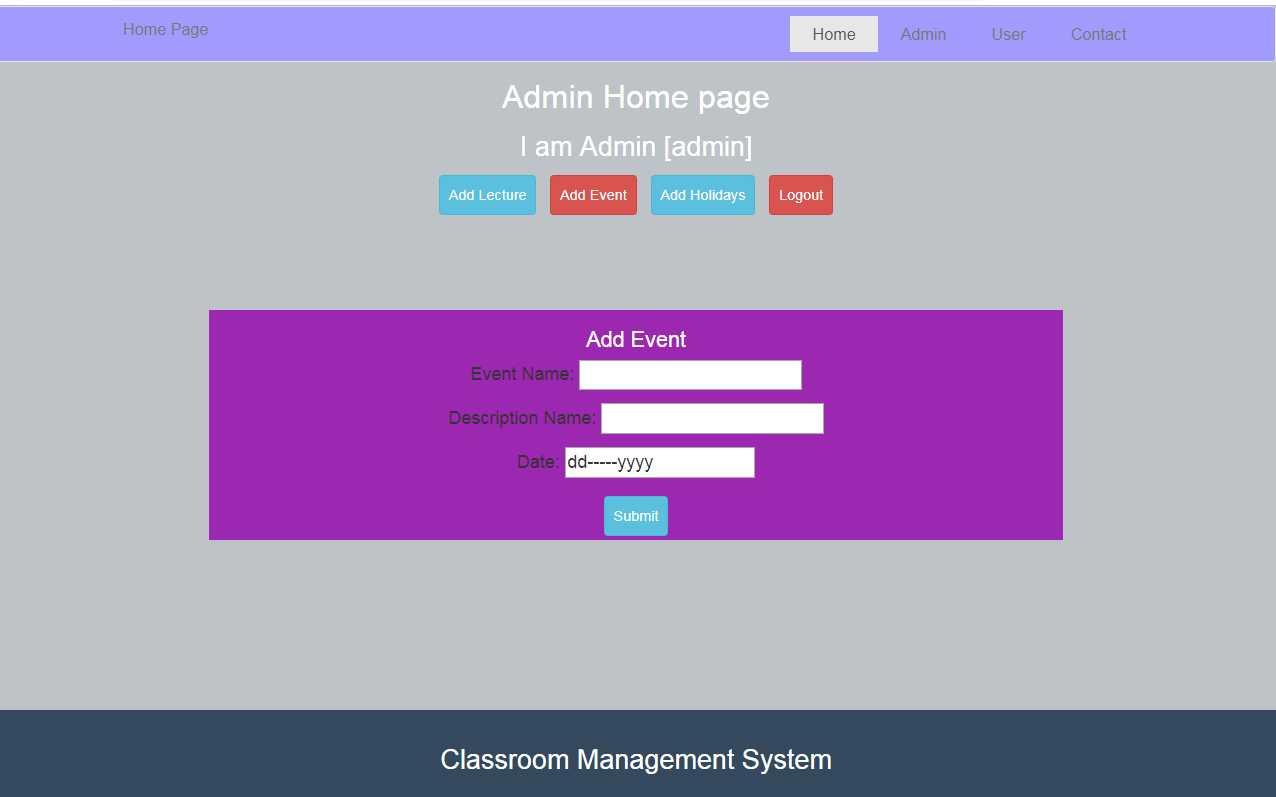 Home Page
Home Admin User Contact
Admin Home page
I am Admin [admin]
Add Lecture Add Event Add Holidays Logout
Add Event
Event Name:
Description Name:
Date: dd-----yyyy
Submit
Classroom Management System